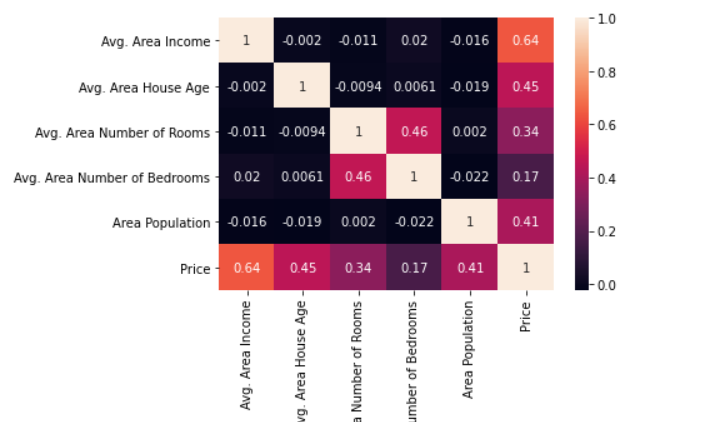 Avg. Area Income 1 -0.002 -0.011 0.02 -0.016 0.64
Avg. Area House Age -0.002 1 -0.0094 0.0061 -0.019 0.45
Avg. Area Number of Rooms -0.011 -0.0094 1 0.46 0.002 0.34
Avg. Area Number of Bedrooms 0.02 0.0061 0.46 1 -0.022 0.17
Area Population -0.016 -0.019 0.002 -0.022 1 0.41
Price 0.64 0.45 0.34 0.17 0.41 1
1.0
0.8
0.6
0.4
0.2
0.0
Avg. Area Income
vg. Area House Age
a Number of Rooms
umber of Bedrooms
Area Population
Price